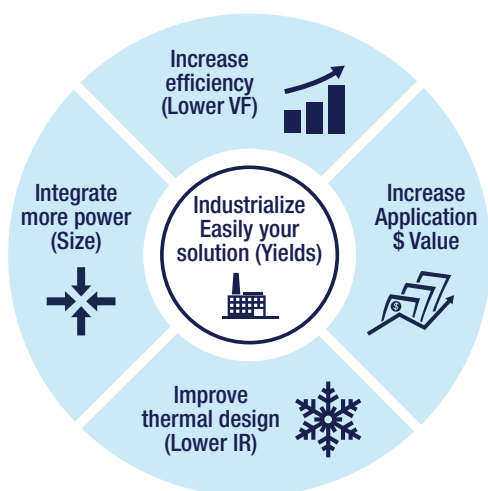 Increase
efficiency
(Lower VF)
Integrate
more power
(Size)
Industrialize
Easily your
solution (Yields)
Increase
Application
$ Value
$
Improve
thermal design
(Lower IR)